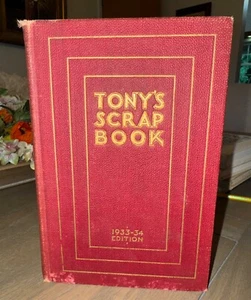 TONY'S
SCRAP
BOOK
1933-34
EDITION